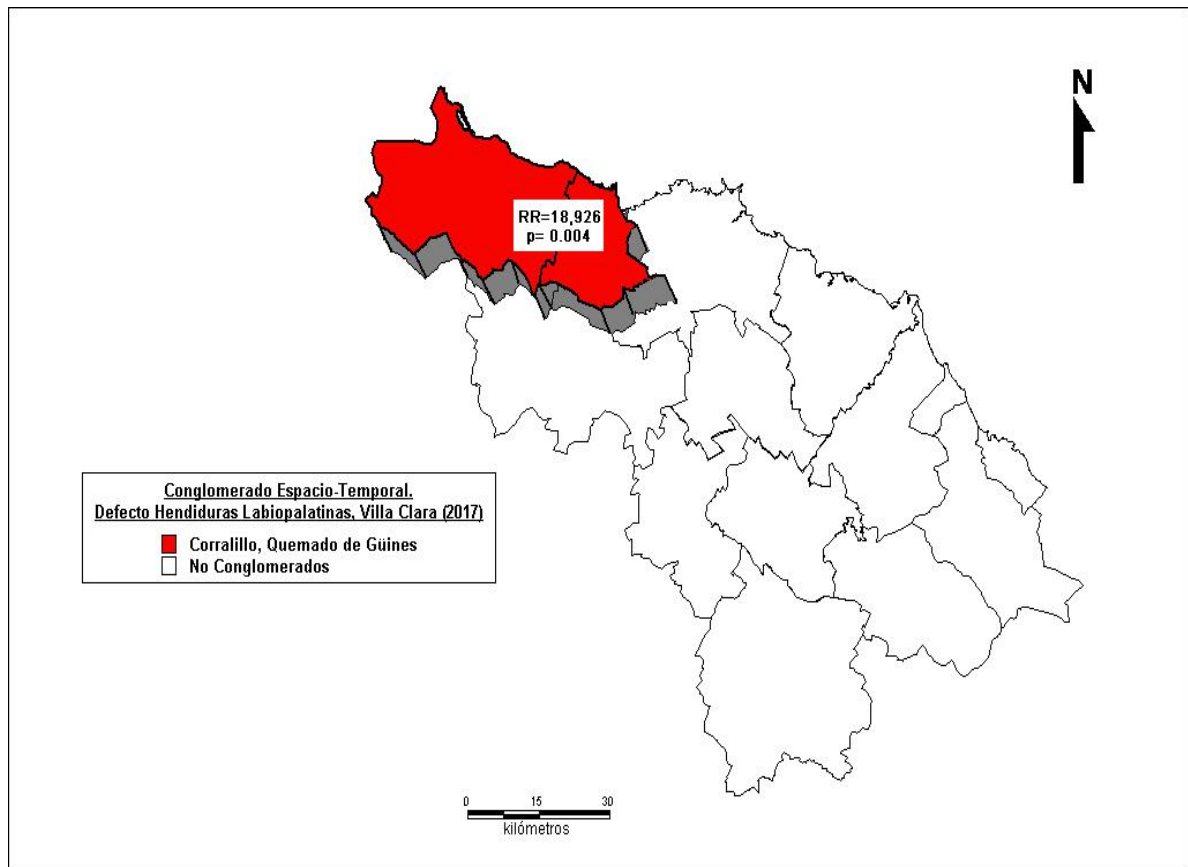 N
RR=18,926
p= 0.004
Conglomerado Espacio-Temporal.
Defecto Hendiduras Labiopalatinas, Villa Clara (2017)
Corralillo, Quemado de Güines
No Conglomerados
0 15 30
kilómetros